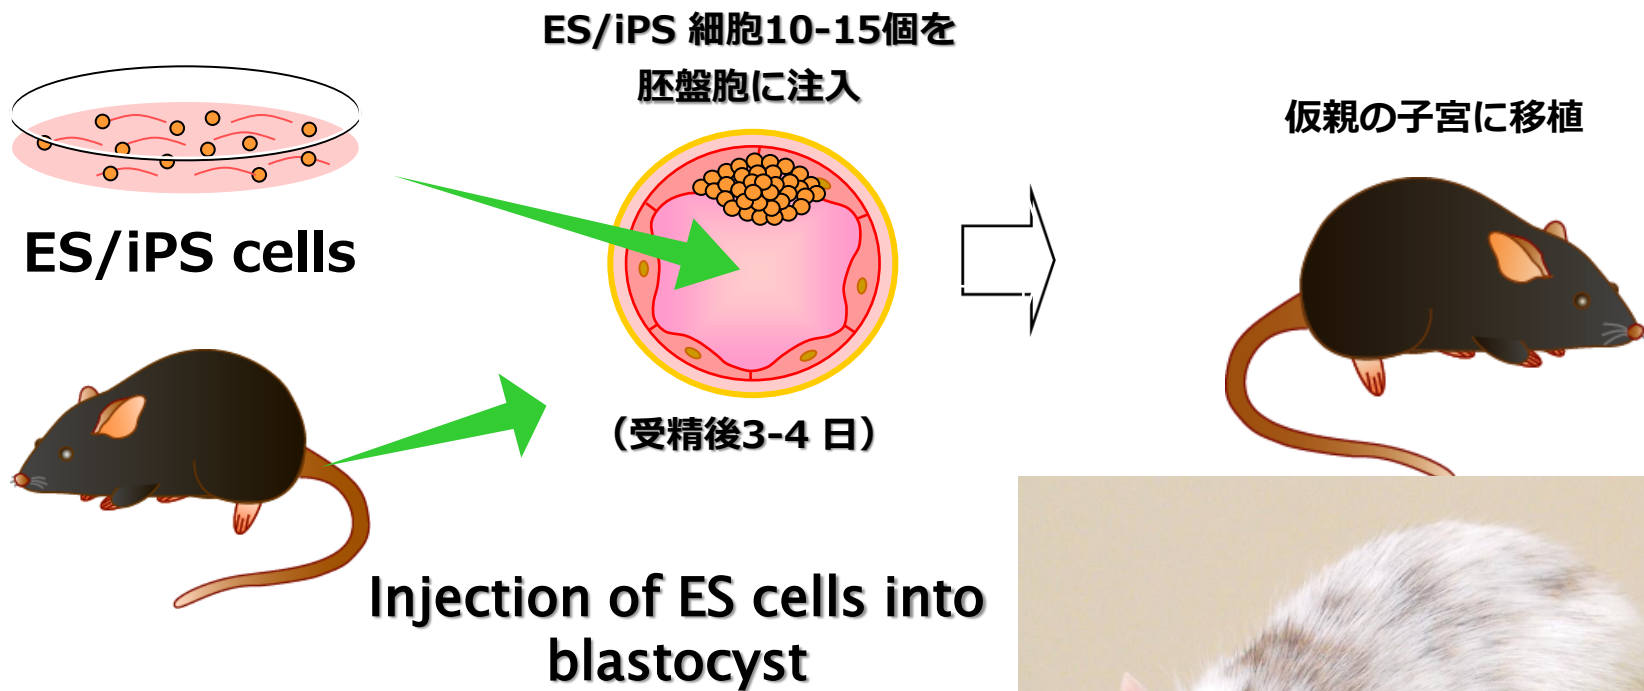 ES/iPS 細胞10-15個を
胚盤胞に注入
仮親の子宮に移植
ES/iPS cells
（受精後3-4 日）
Injection of ES cells into
blastocyst